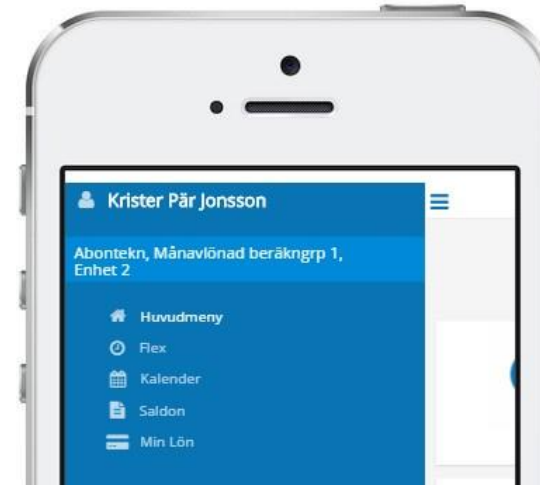 Krister Pär Jonsson
Abontekn, Månavlönad beräkngrp 1,
Enhet 2
Huvudmeny
Flex
Kalender
Saldon
Min Lön